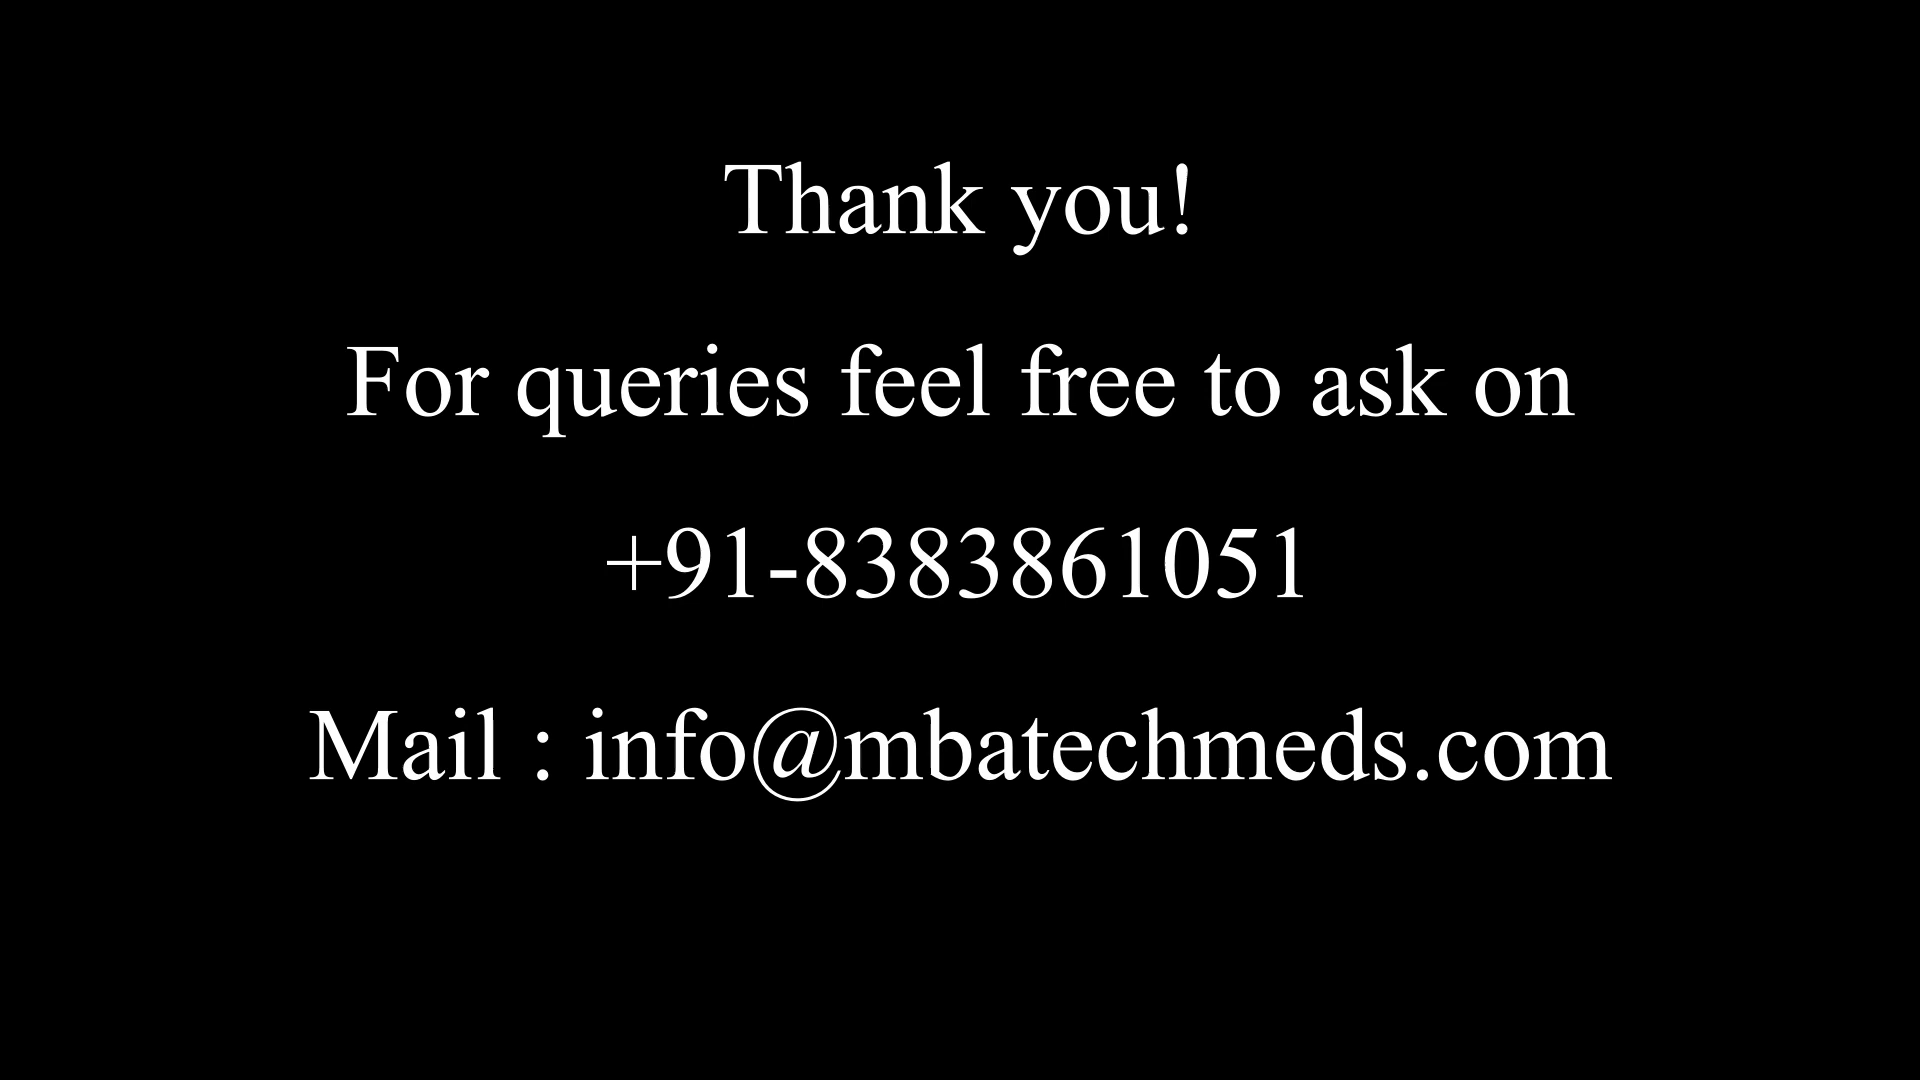 Thank you!
For queries feel free to ask on
+91-8383861051
Mail : info@mbatechmeds.com